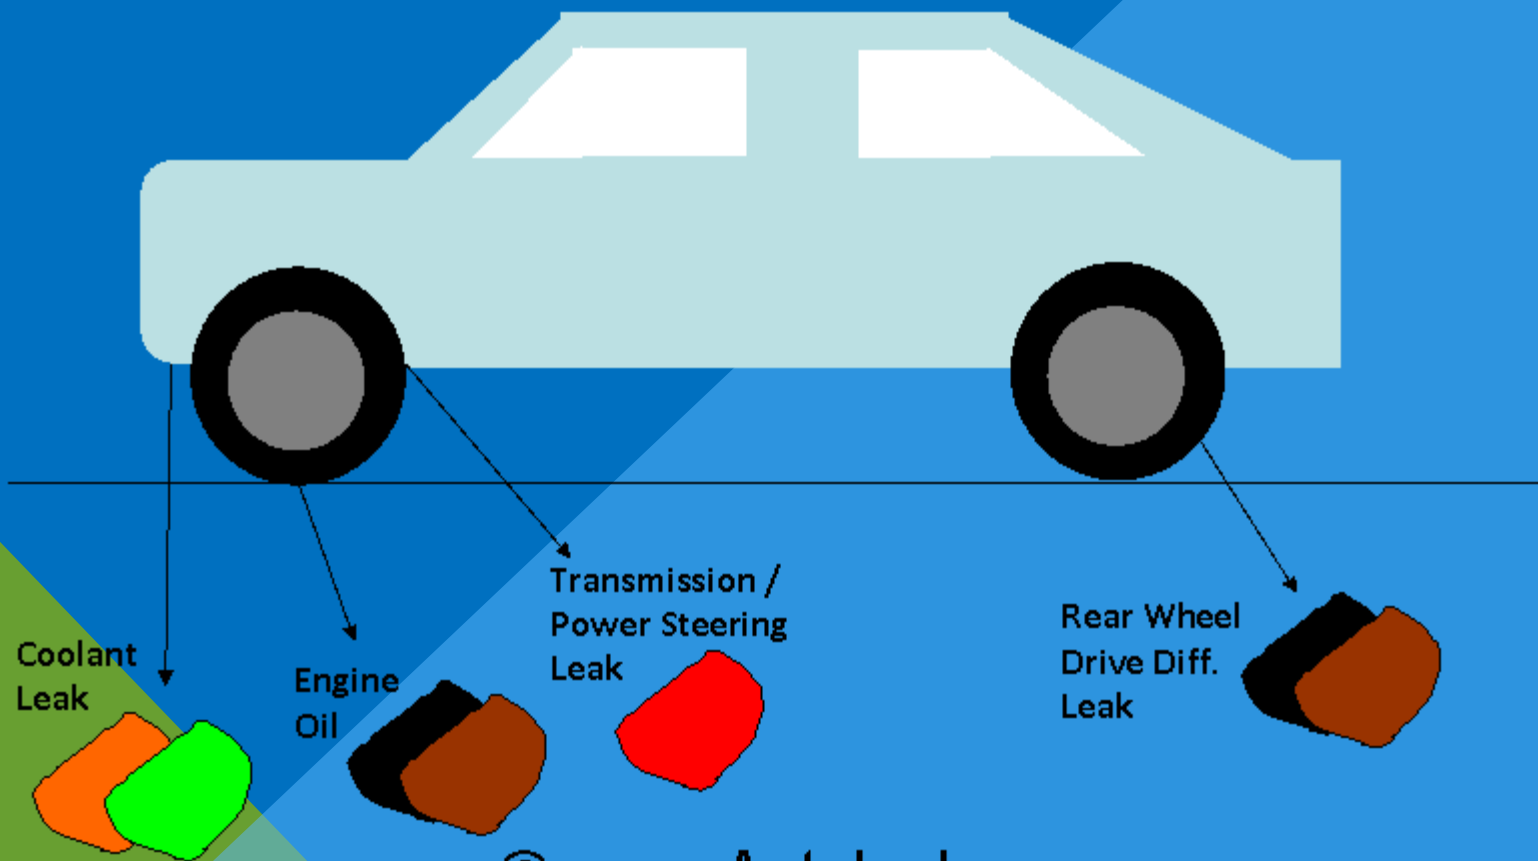 Coolant
Leak
Engine
Oil
Transmission /
Power Steering
Leak
Rear Wheel
Drive Diff.
Leak